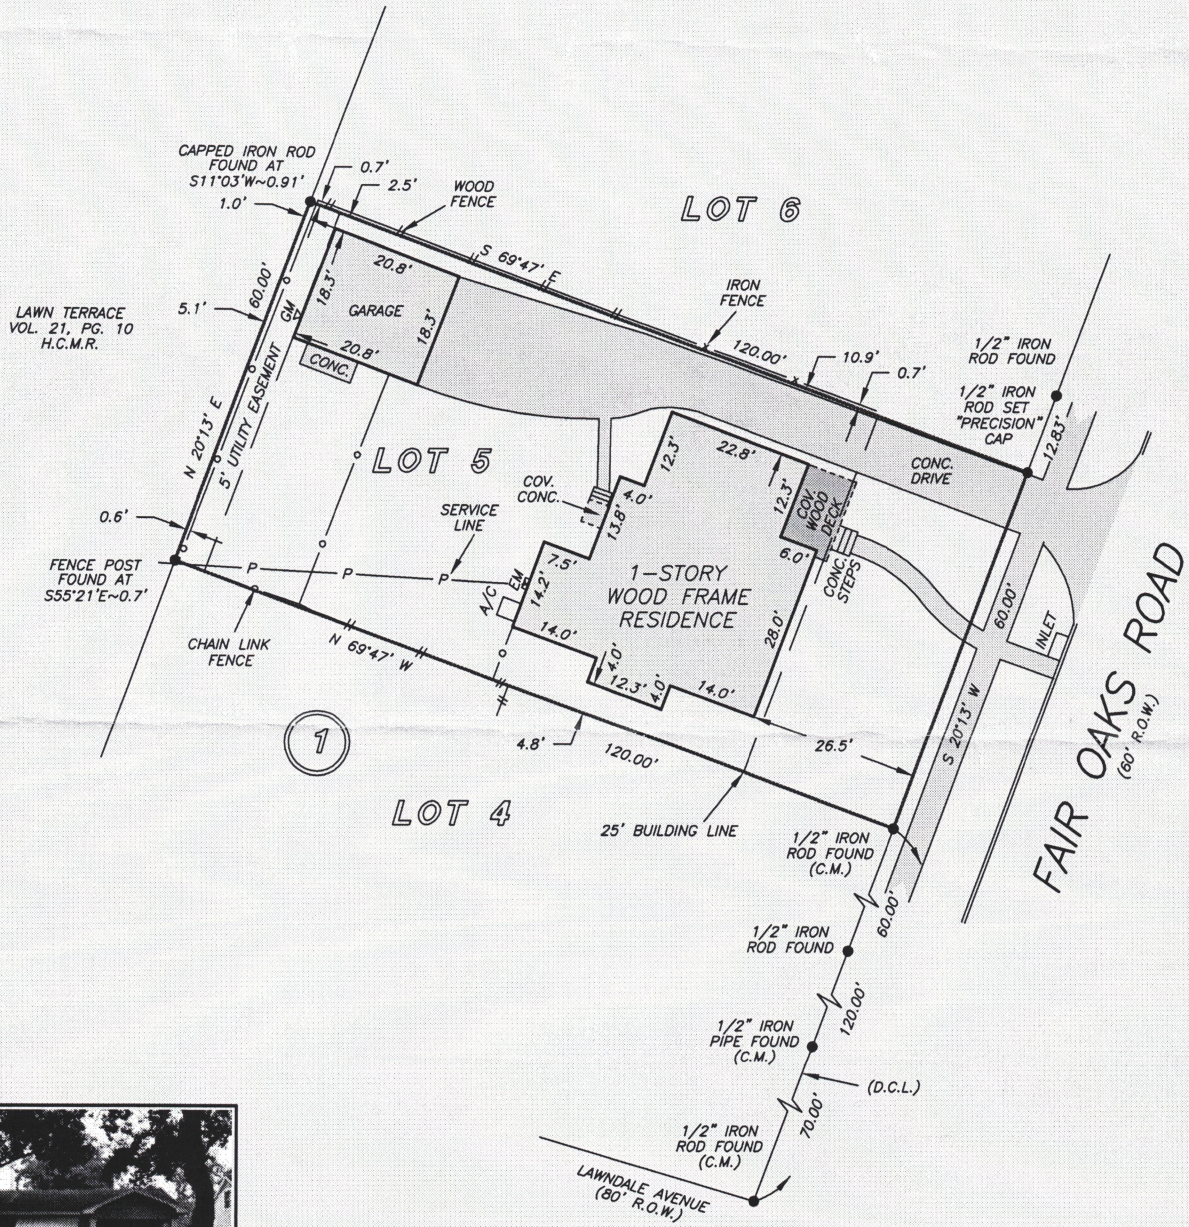 CAPPED IRON ROD
FOUND AT
S11°03'W~0.91'
0.7'
2.5'
1.0'
WOOD
FENCE
LOT 6
S 69°47' E
120.00'
IRON
FENCE
10.9'
0.7'
1/2" IRON
ROD FOUND
1/2" IRON
ROD SET
"PRECISION"
CAP
12.83'
LAWN TERRACE
VOL. 21, PG. 10
H.C.M.R.
5.1'
60.00'
N 20°13' E
5' UTILITY EASEMENT
GM
20.8'
18.3'
GARAGE
18.3'
20.8'
CONC.
LOT 5
CONC.
DRIVE
COV.
CONC.
SERVICE
LINE
12.3'
22.8'
4.0'
13.8'
12.3'
COV.
WOOD
DECK
6.0'
CONC.
STEPS
7.5'
14.2'
EM
A/C
1-STORY
WOOD FRAME
RESIDENCE
28.0'
14.0'
4.0'
12.3'
4.0'
14.0'
0.6'
FENCE POST
FOUND AT
S55°21'E~0.7'
P
P
P
CHAIN LINK
FENCE
N 69°47' W
120.00'
4.8'
26.5'
60.00'
S 20°13' W
INLET
FAIR OAKS ROAD
(60' R.O.W.)
1
LOT 4
25' BUILDING LINE
1/2" IRON
ROD FOUND
(C.M.)
60.00'
1/2" IRON
ROD FOUND
120.00'
1/2" IRON
PIPE FOUND
(C.M.)
(D.C.L.)
70.00'
1/2" IRON
ROD FOUND
(C.M.)
LAWNDALE AVENUE
(80' R.O.W.)